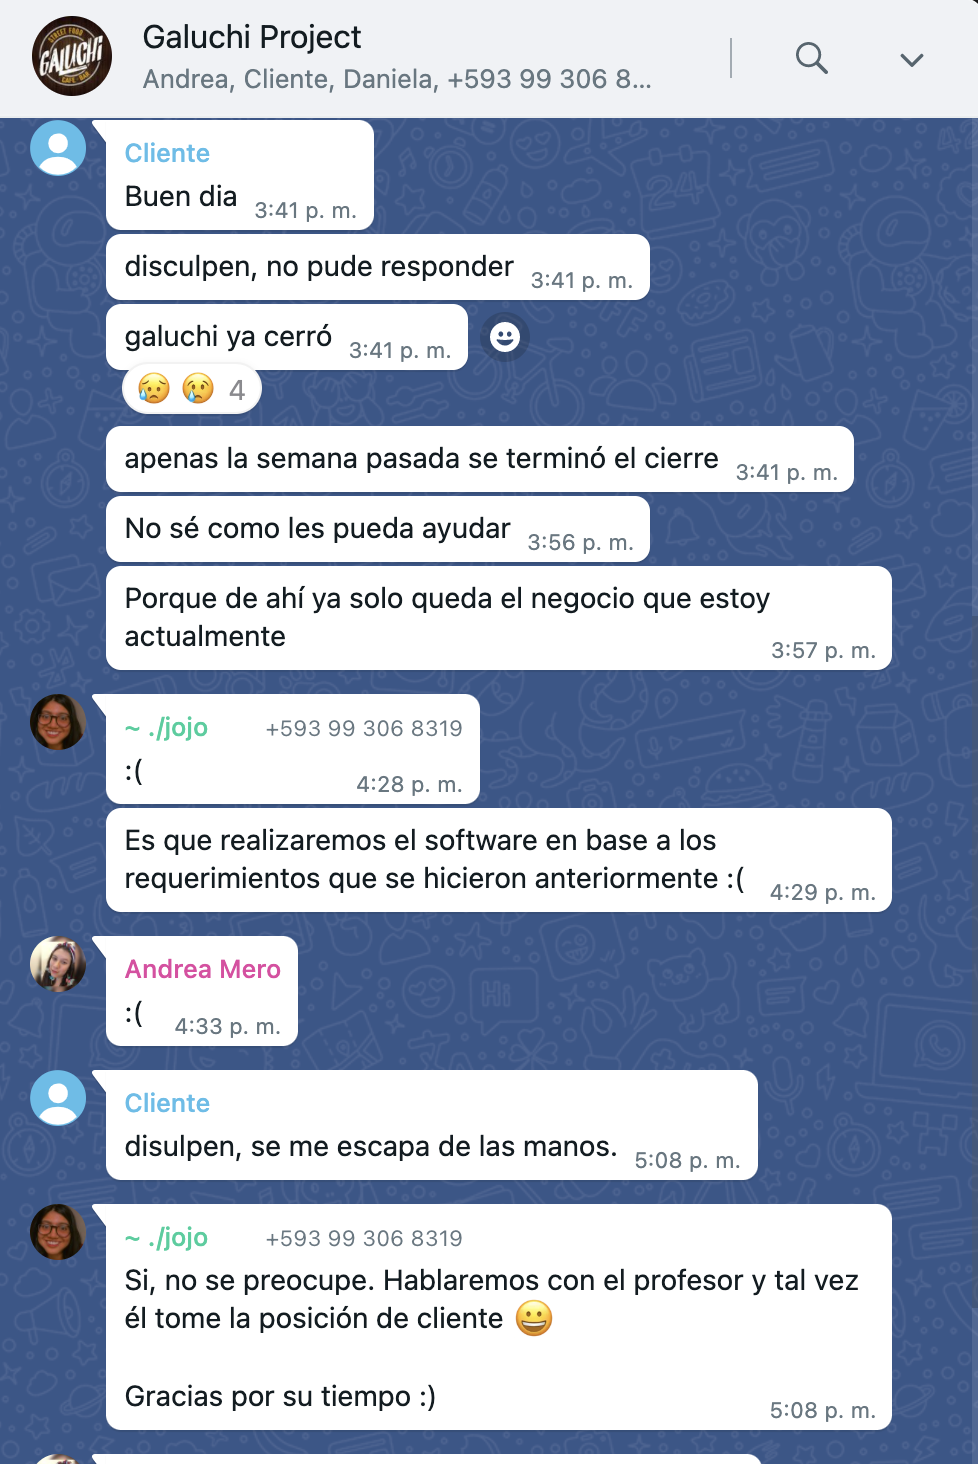 STREET FOOD
GALUCHI
CAFE - BAR
Galuchi Project
Andrea, Cliente, Daniela, +593 99 306 8...
Cliente
Buen dia 3:41 p. m.
disculpen, no pude responder 3:41 p. m.
galuchi ya cerró 3:41 p. m.
😥 😢 4
apenas la semana pasada se terminó el cierre 3:41 p. m.
No sé como les pueda ayudar 3:56 p. m.
Porque de ahí ya solo queda el negocio que estoy
actualmente 3:57 p. m.
~ ./jojo +593 99 306 8319
:( 4:28 p. m.
Es que realizaremos el software en base a los
requerimientos que se hicieron anteriormente :( 4:29 p. m.
Andrea Mero
:( 4:33 p. m.
Cliente
disulpen, se me escapa de las manos. 5:08 p. m.
~ ./jojo +593 99 306 8319
Si, no se preocupe. Hablaremos con el profesor y tal vez
él tome la posición de cliente 😀
Gracias por su tiempo :) 5:08 p. m.